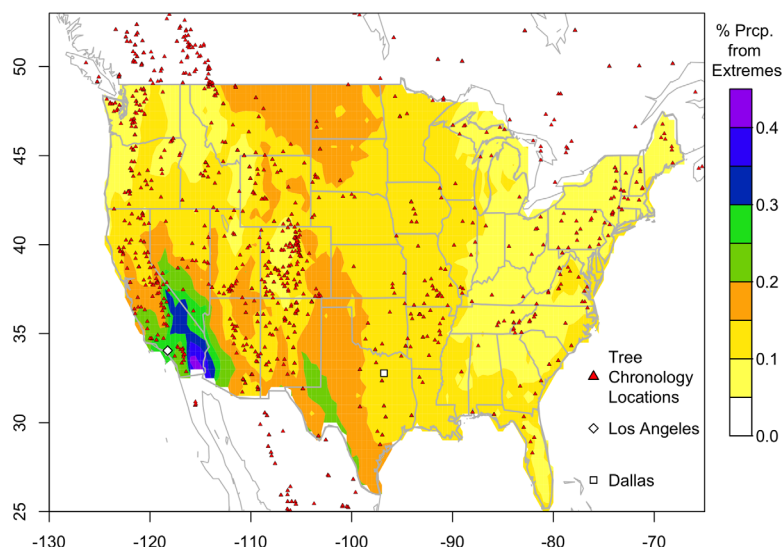 % Prcp.
from
Extremes
50
45
40
35
30
25
0.4
0.3
0.2
0.1
0.0
Tree
Chronology
Locations
Los Angeles
Dallas
-130
-120
-110
-100
-90
-80
-70